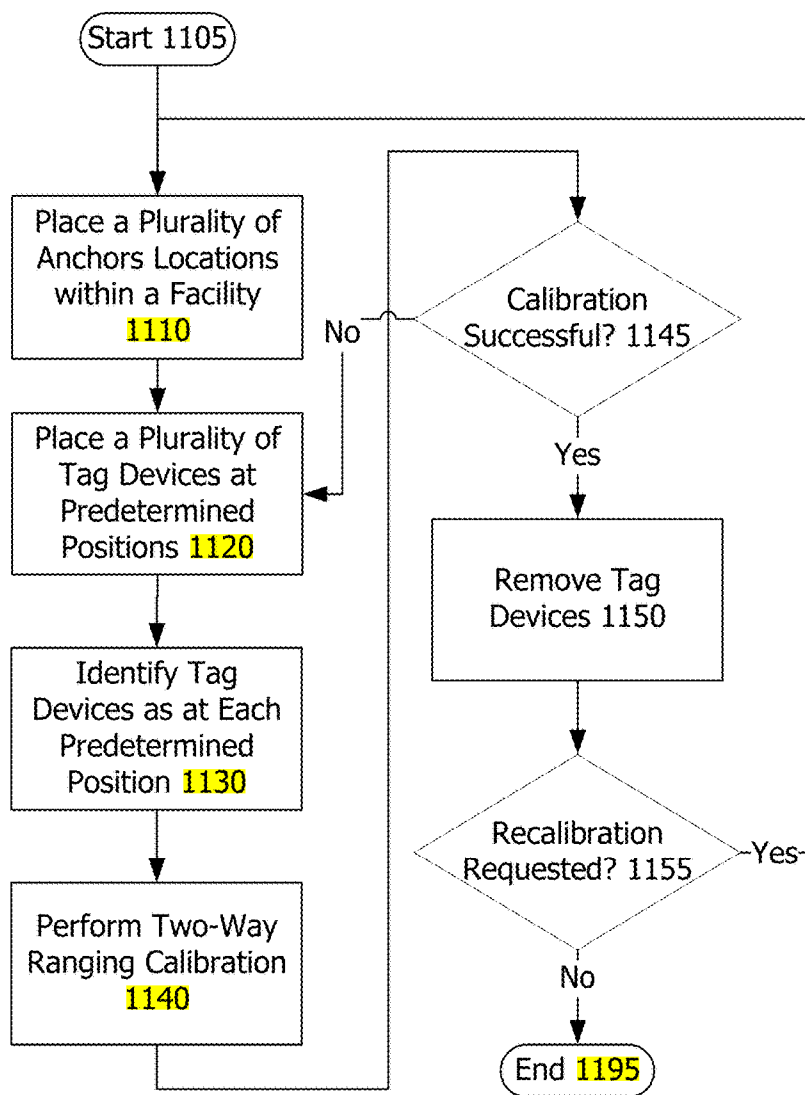 Start 1105
Place a Plurality of
Anchors Locations
within a Facility
1110
Place a Plurality of
Tag Devices at
Predetermined
Positions 1120
Identify Tag
Devices as at Each
Predetermined
Position 1130
Perform Two-Way
Ranging Calibration
1140
Calibration
Successful? 1145
No
Yes
Remove Tag
Devices 1150
Recalibration
Requested? 1155
Yes
No
End 1195